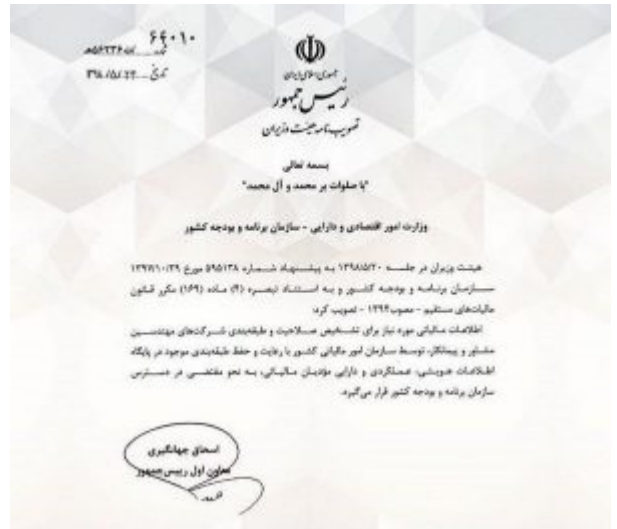 ۶۴۰۱۰
جمهوری اسلامی ایران
رئیس جمهور
تصویب نامه هیئت وزیران
بسمه تعالی
"با صلوات بر محمد و آل محمد"
وزارت امور اقتصادی و دارایی – سازمان برنامه و بودجه کشور
هیئت وزیران در جلسه ۱۳۹۸/۵/۲۰ به پیشنهاد شماره ۵۹۵۱۳۸ مورخ ۱۳۹۷/۱۰/۲۹
سازمان برنامه و بودجه کشور و به استناد تبصره (۴) ماده (۱۶۹) مکرر قانون
مالیات‌های مستقیم – مصوب ۱۳۹۴ – تصویب کرد:
اطلاعات مالیاتی مورد نیاز برای تشخیص صلاحیت و طبقه‌بندی شرکت‌های مهندسین
مشاور و پیمانکار، توسط سازمان امور مالیاتی کشور با رعایت و حفظ طبقه‌بندی موجود در پایگاه
اطلاعات هویتی، عملکردی و دارایی مؤدیان مالیاتی، به نحو مقتضی در دسترس
سازمان برنامه و بودجه کشور قرار می‌گیرد.
اسحاق جهانگیری
معاون اول رییس جمهور